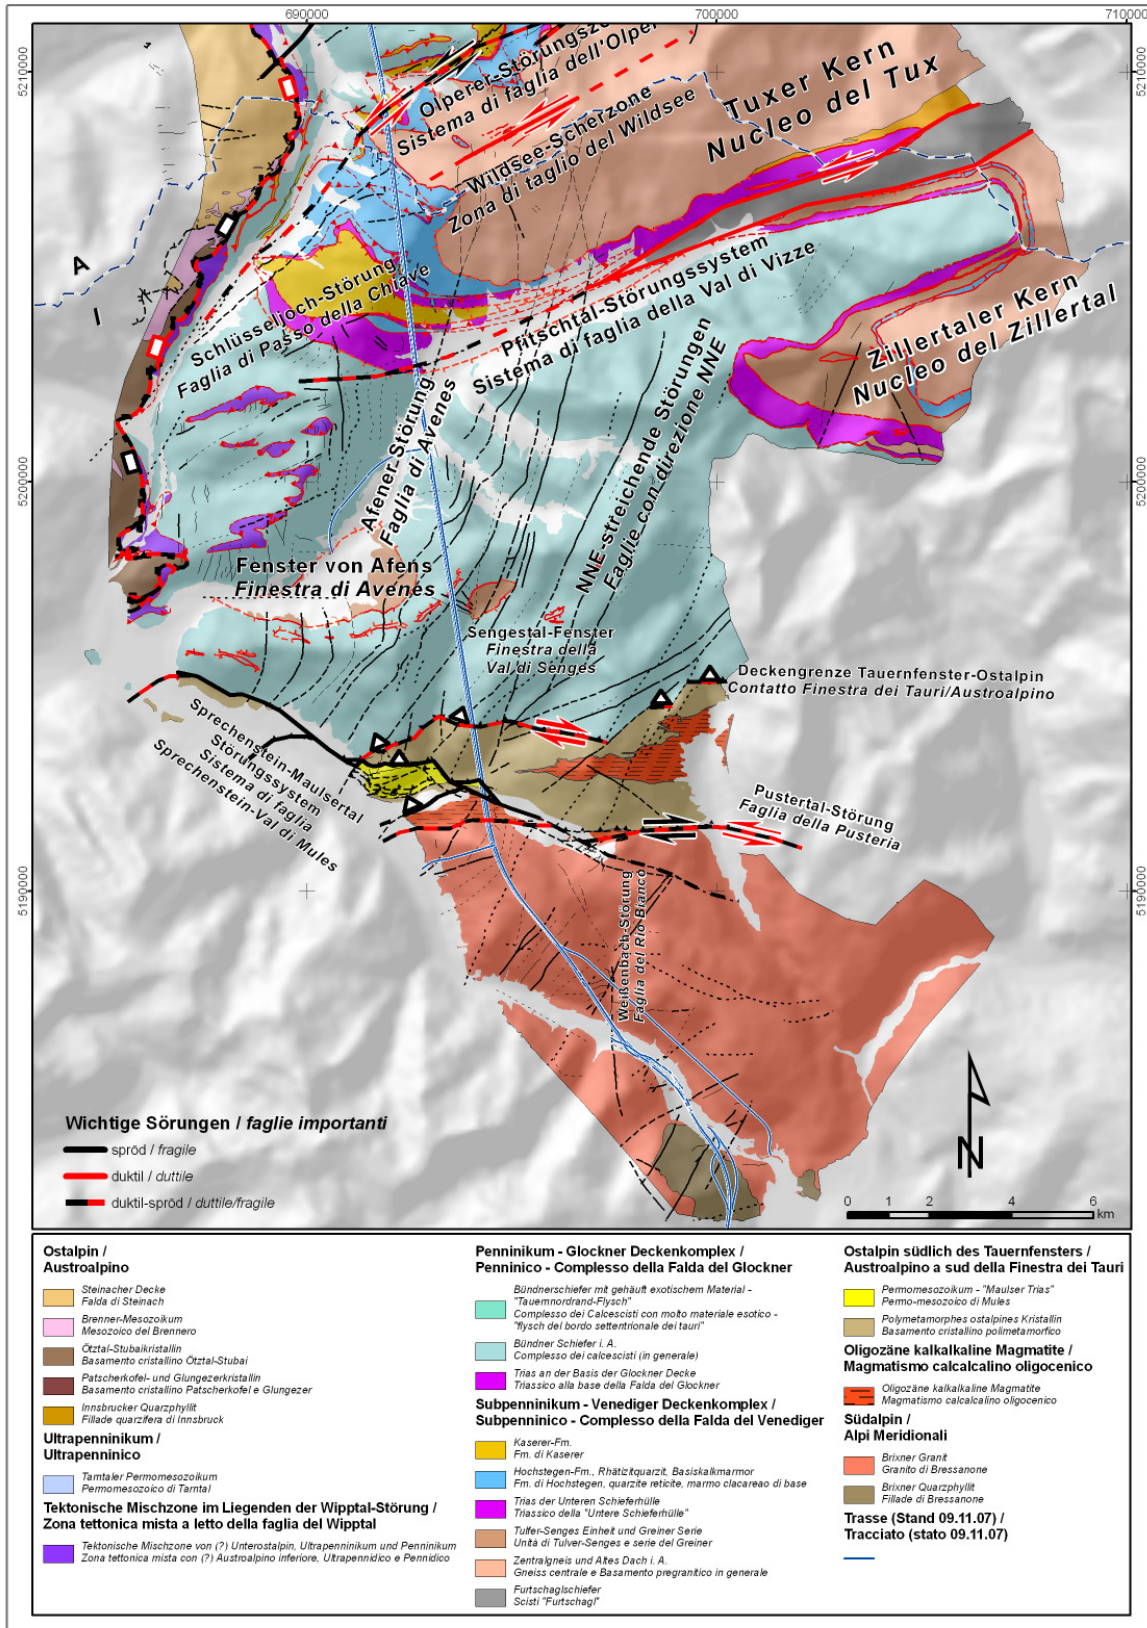 690000
700000
710000
5210000
5210000
5200000
5200000
5190000
5190000
Olperer-Störungszo
Sistema di faglia dell'Olper
Wildsee-Scherzone
Zona di taglio del Wildsee
Tuxer Kern
Nucleo del Tux
A
I
Schlüsseljoch-Störung
Faglia di Passo della Chiave
Pfitschtal-Störungssystem
Sistema di faglia della Val di Vizze
Zillertaler Kern
Nucleo del Zillertal
Afener-Störung
Faglia di Avenes
NNE-streichende Störungen
Faglie con direzione NNE
Fenster von Afens
Finestra di Avenes
Sengestal-Fenster
Finestra della
Val di Senges
Deckengrenze Tauernfenster-Ostalpin
Contatto Finestra dei Tauri/Austroalpino
Sprechenstein-Maulsertal
Störungssystem
Sistema di faglia
Sprechenstein-Val di Mules
Pustertal-Störung
Faglia della Pusteria
Weißenbach-Störung
Faglia del Rio Bianco
Wichtige Sörungen / faglie importanti
spröd / fragile
duktil / duttile
duktil-spröd / duttile/fragile
N
0 1 2 4 6
km
Ostalpin /
Austroalpino
Steinacher Decke
Falda di Steinach
Brenner-Mesozoikum
Mesozoico del Brennero
Ötztal-Stubaikristallin
Basamento cristallino Ötztal-Stubai
Patscherkofel- und Glungezerkristallin
Basamento cristallino Patscherkofel e Glungezer
Innsbrucker Quarzphyllit
Fillade quarzifera di Innsbruck
Ultrapenninikum /
Ultrapenninico
Tarntaler Permomesozoikum
Permomesozoico di Tarntal
Tektonische Mischzone im Liegenden der Wipptal-Störung /
Zona tettonica mista a letto della faglia del Wipptal
Tektonische Mischzone von (?) Unterostalpin, Ultrapenninikum und Penninikum
Zona tettonica mista con (?) Austroalpino inferiore, Ultrapennidico e Pennidico
Penninikum - Glockner Deckenkomplex /
Penninico - Complesso della Falda del Glockner
Bündnerschiefer mit gehäuft exotischem Material -
"Tauernnordrand-Flysch"
Complesso dei Calcescisti con molto materiale esotico -
"flysch del bordo settentrionale dei tauri"
Bündner Schiefer i. A.
Complesso dei calcescisti (in generale)
Trias an der Basis der Glockner Decke
Triassico alla base della Falda del Glockner
Subpenninikum - Venediger Deckenkomplex /
Subpenninico - Complesso della Falda del Venediger
Kaserer-Fm.
Fm. di Kaserer
Hochstegen-Fm., Rhätizitquarzit, Basiskalkmarmor
Fm. di Hochstegen, quarzite reticite, marmo clacareao di base
Trias der Unteren Schieferhülle
Triassico della "Untere Schieferhülle"
Tulfer-Senges Einheit und Greiner Serie
Unità di Tulver-Senges e serie del Greiner
Zentralgneis und Altes Dach i. A.
Gneiss centrale e Basamento pregranitico in generale
Furtschaglschiefer
Scisti "Furtschagl"
Ostalpin südlich des Tauernfensters /
Austroalpino a sud della Finestra dei Tauri
Permomesozoikum - "Maulser Trias"
Permo-mesozoico di Mules
Polymetamorphes ostalpines Kristallin
Basamento cristallino polimetamorfico
Oligozäne kalkalkaline Magmatite /
Magmatismo calcalcalino oligocenico
Oligozäne kalkalkaline Magmatite
Magmatismo calcalcalino oligocenico
Südalpin /
Alpi Meridionali
Brixner Granit
Granito di Bressanone
Brixner Quarzphyllit
Fillade di Bressanone
Trasse (Stand 09.11.07) /
Tracciato (stato 09.11.07)